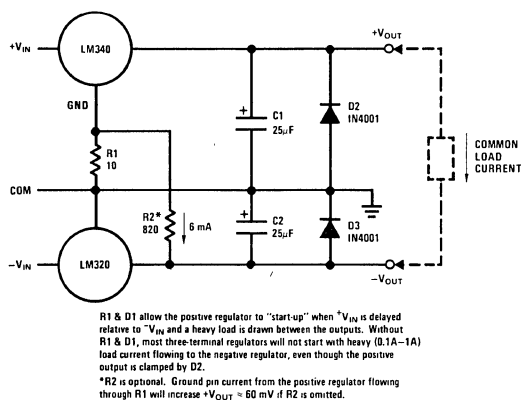 +VIN
LM340
+VOUT
GND
D2
IN4001
+
C1
25μF
R1
10
COMMON
LOAD
CURRENT
COM
R2*
820
6 mA
+
C2
25μF
D3
IN4001
−VIN
LM320
−VOUT
R1 & D1 allow the positive regulator to "start-up" when +VIN is delayed
relative to −VIN and a heavy load is drawn between the outputs. Without
R1 & D1, most three-terminal regulators will not start with heavy (0.1A–1A)
load current flowing to the negative regulator, even though the positive
output is clamped by D2.
*R2 is optional. Ground pin current from the positive regulator flowing
through R1 will increase +VOUT ≈ 60 mV if R2 is omitted.